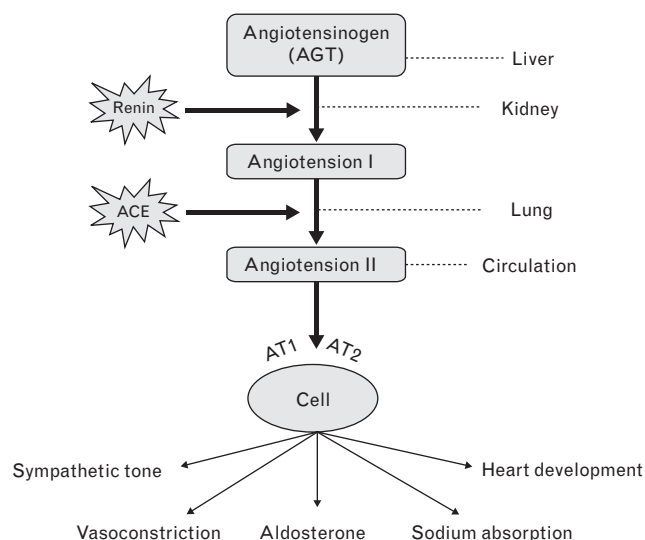 Angiotensinogen
(AGT)
Liver
Renin
Kidney
Angiotension I
ACE
Lung
Angiotension II
Circulation
AT1 AT2
Cell
Sympathetic tone
Heart development
Vasoconstriction
Aldosterone
Sodium absorption